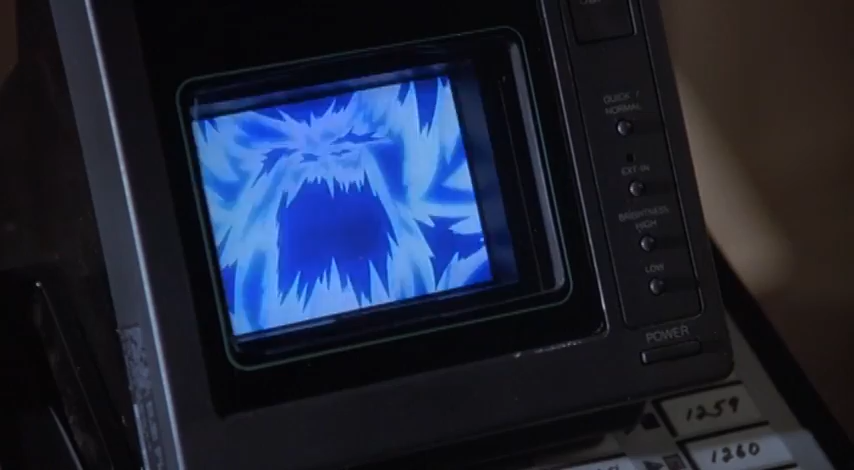 QUICK /
NORMAL
EXT-IN
BRIGHTNESS
HIGH
LOW
POWER
1259
1260